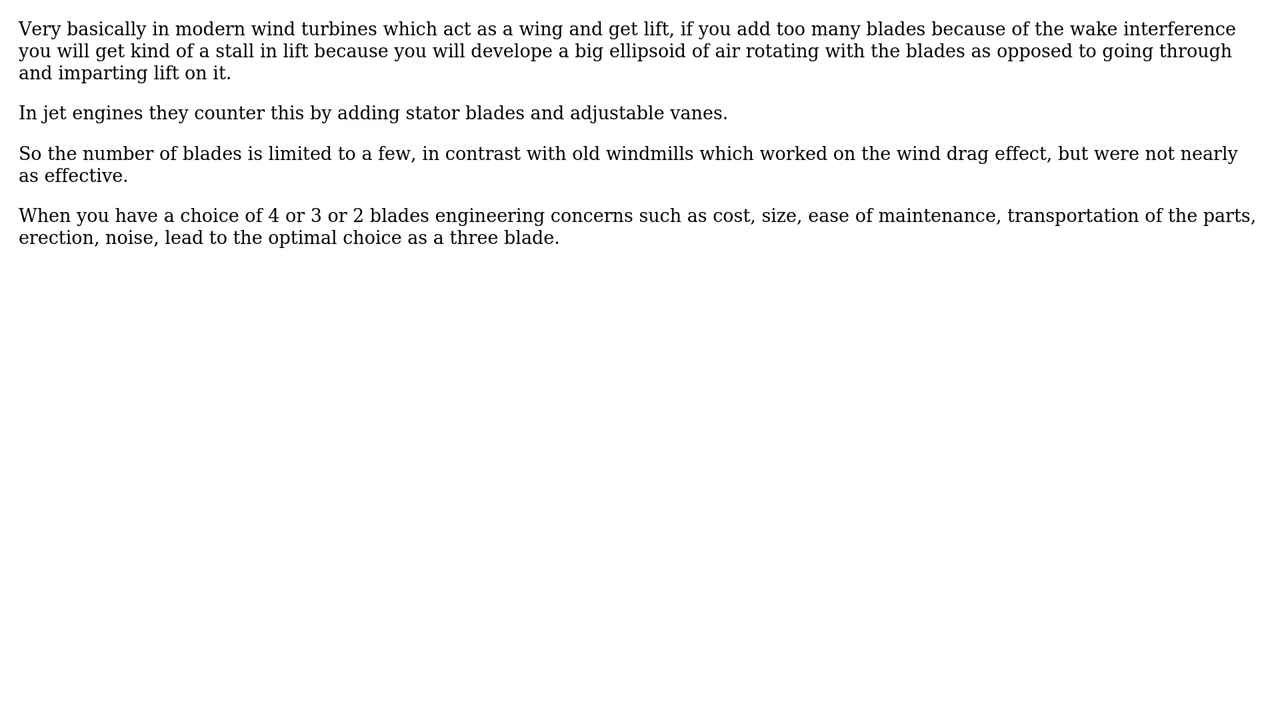 Very basically in modern wind turbines which act as a wing and get lift, if you add too many blades because of the wake interference
you will get kind of a stall in lift because you will develope a big ellipsoid of air rotating with the blades as opposed to going through
and imparting lift on it.
In jet engines they counter this by adding stator blades and adjustable vanes.
So the number of blades is limited to a few, in contrast with old windmills which worked on the wind drag effect, but were not nearly
as effective.
When you have a choice of 4 or 3 or 2 blades engineering concerns such as cost, size, ease of maintenance, transportation of the parts,
erection, noise, lead to the optimal choice as a three blade.